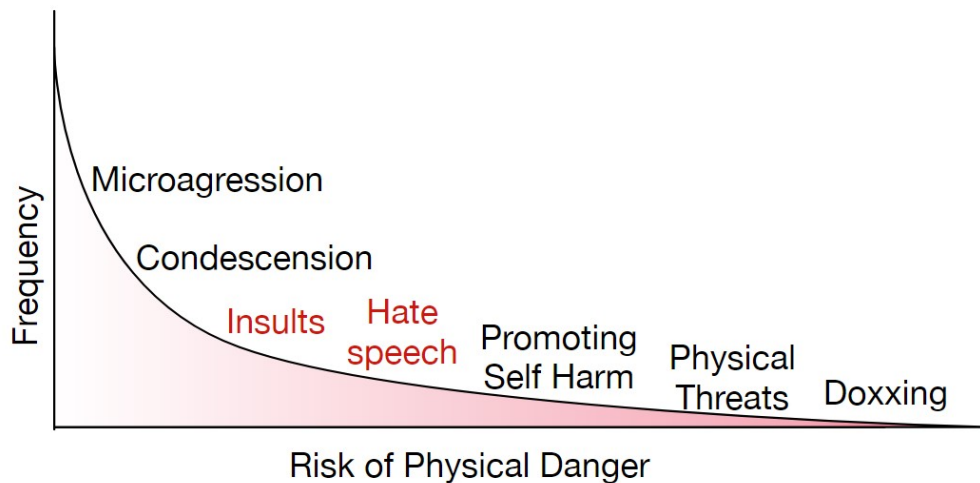 Frequency
Microagression
Condescension
Insults
Hate
speech
Promoting
Self Harm
Physical
Threats
Doxxing
Risk of Physical Danger